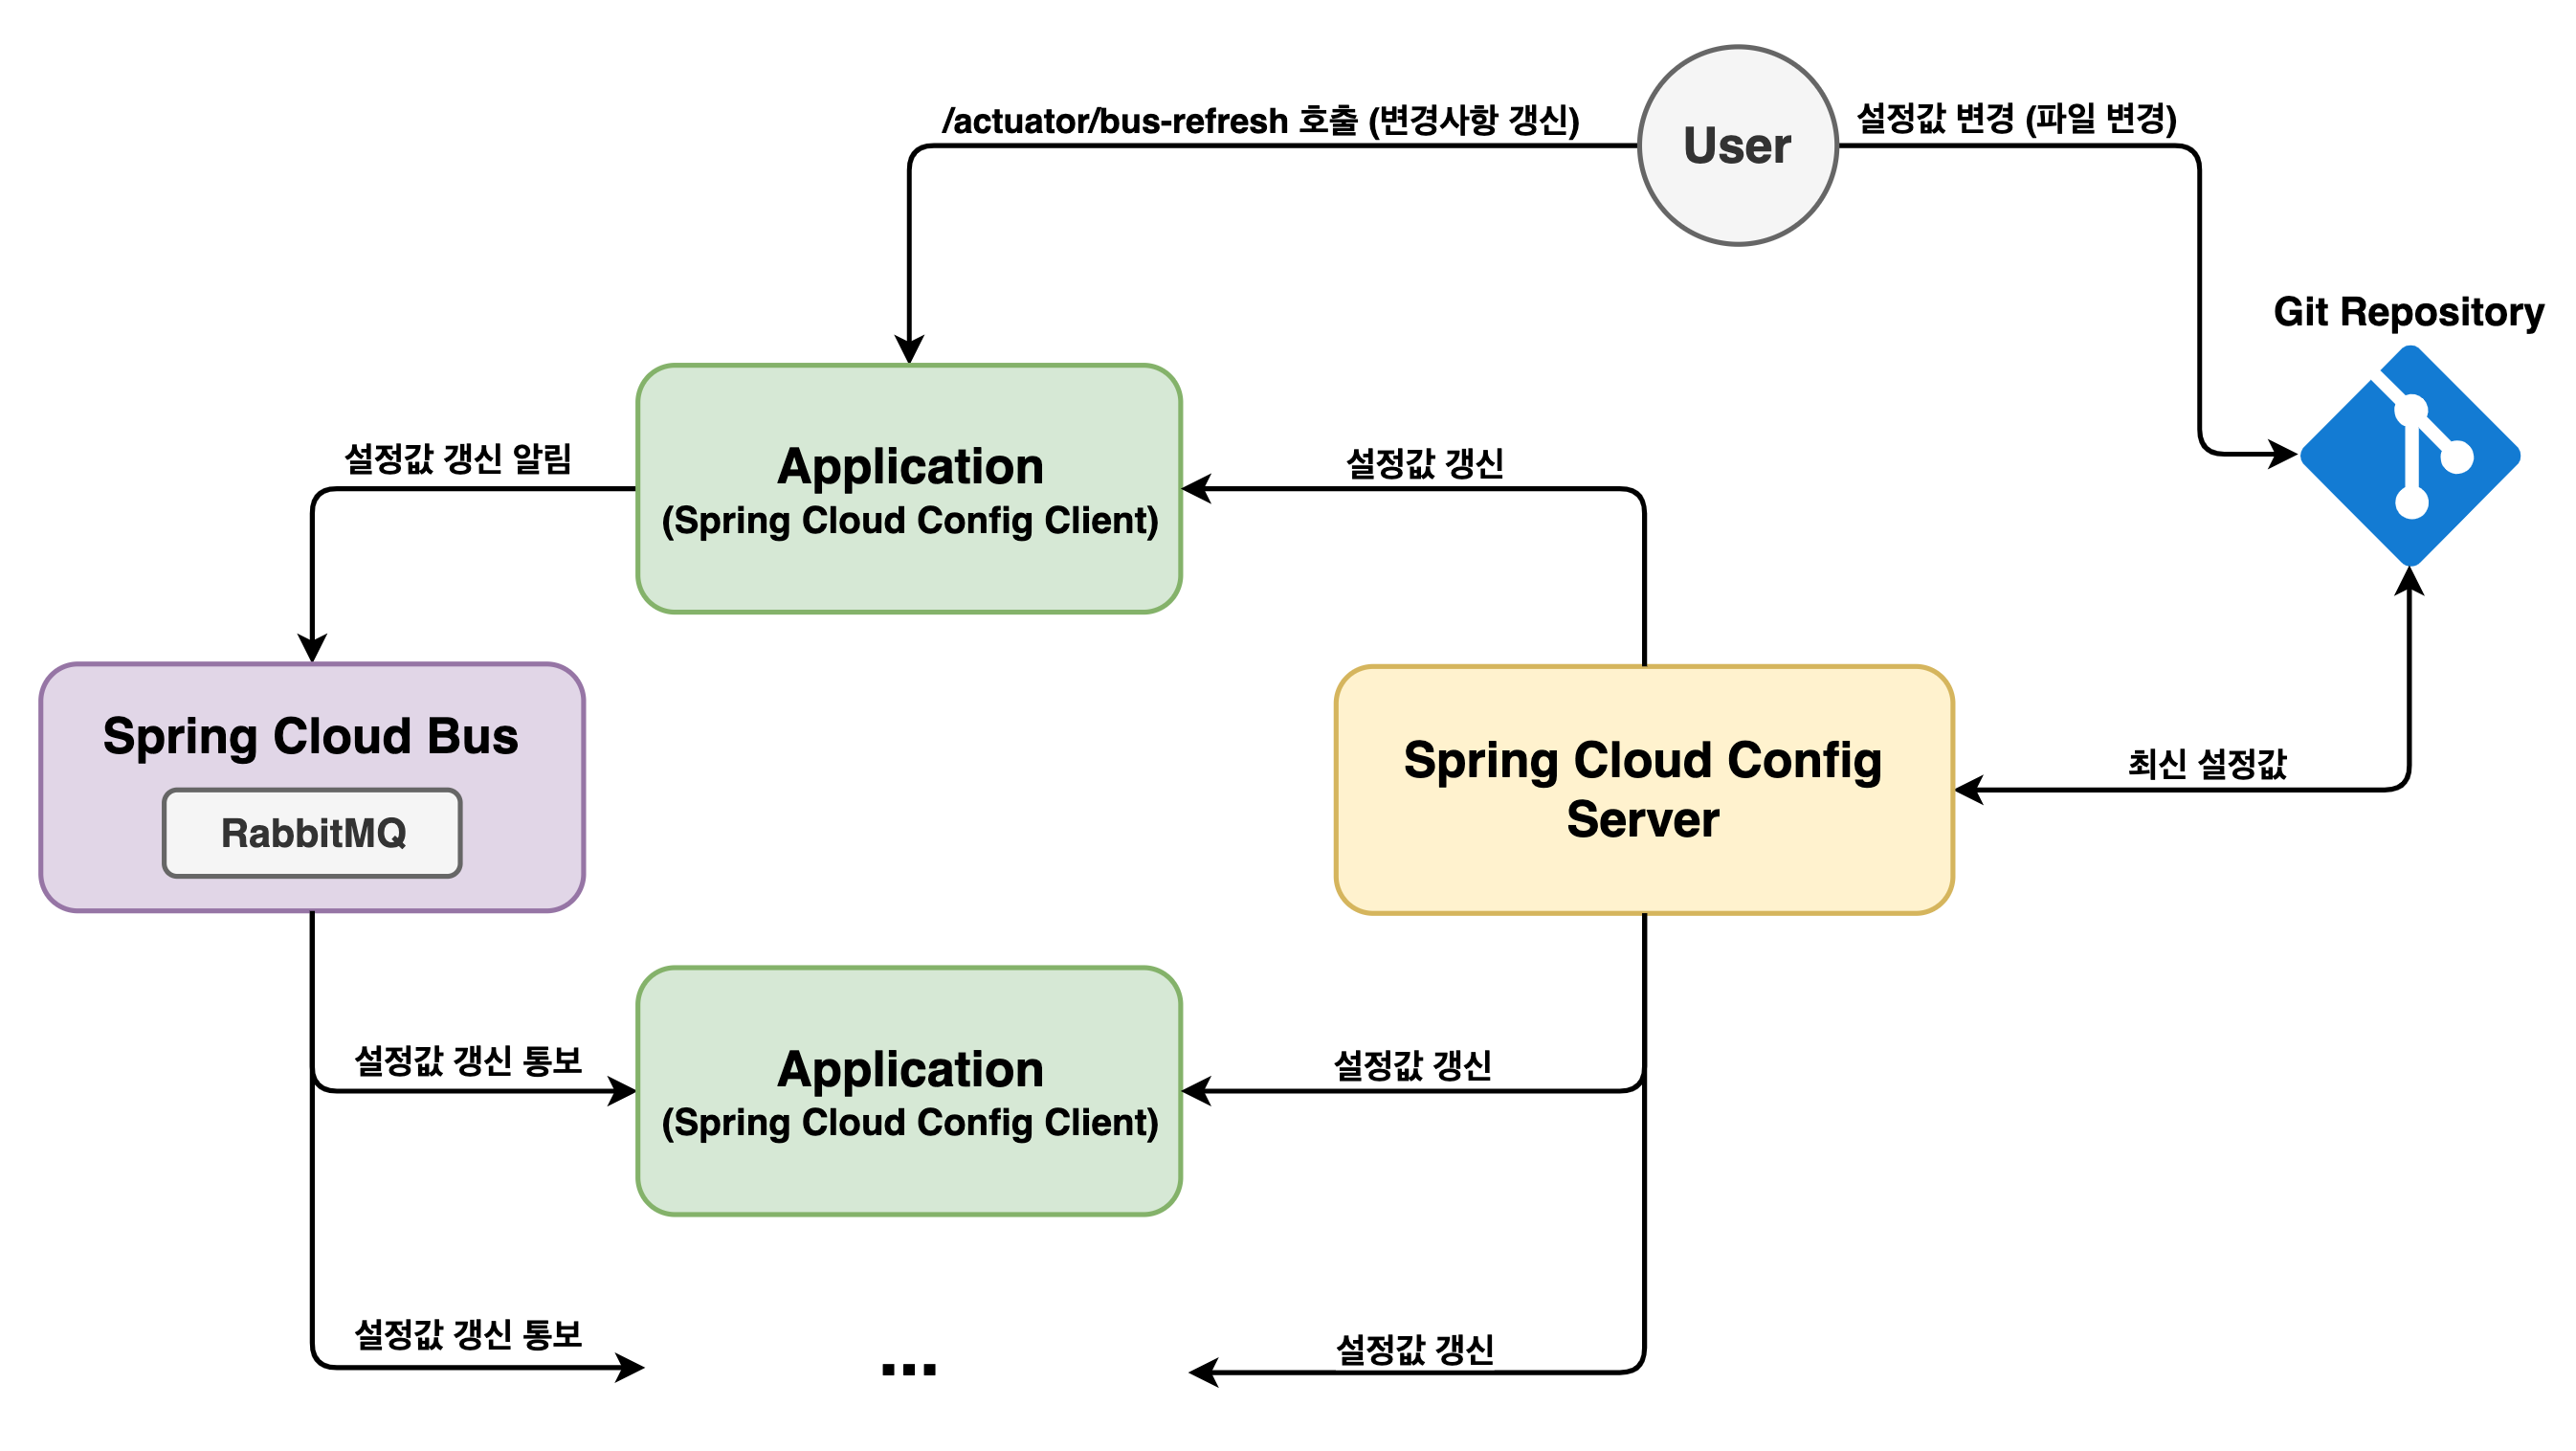 /actuator/bus-refresh 호출 (변경사항 갱신)
User
설정값 변경 (파일 변경)
Git Repository
설정값 갱신 알림
Application
(Spring Cloud Config Client)
설정값 갱신
Spring Cloud Bus
RabbitMQ
Spring Cloud Config
Server
최신 설정값
설정값 갱신 통보
Application
(Spring Cloud Config Client)
설정값 갱신
설정값 갱신 통보
...
설정값 갱신